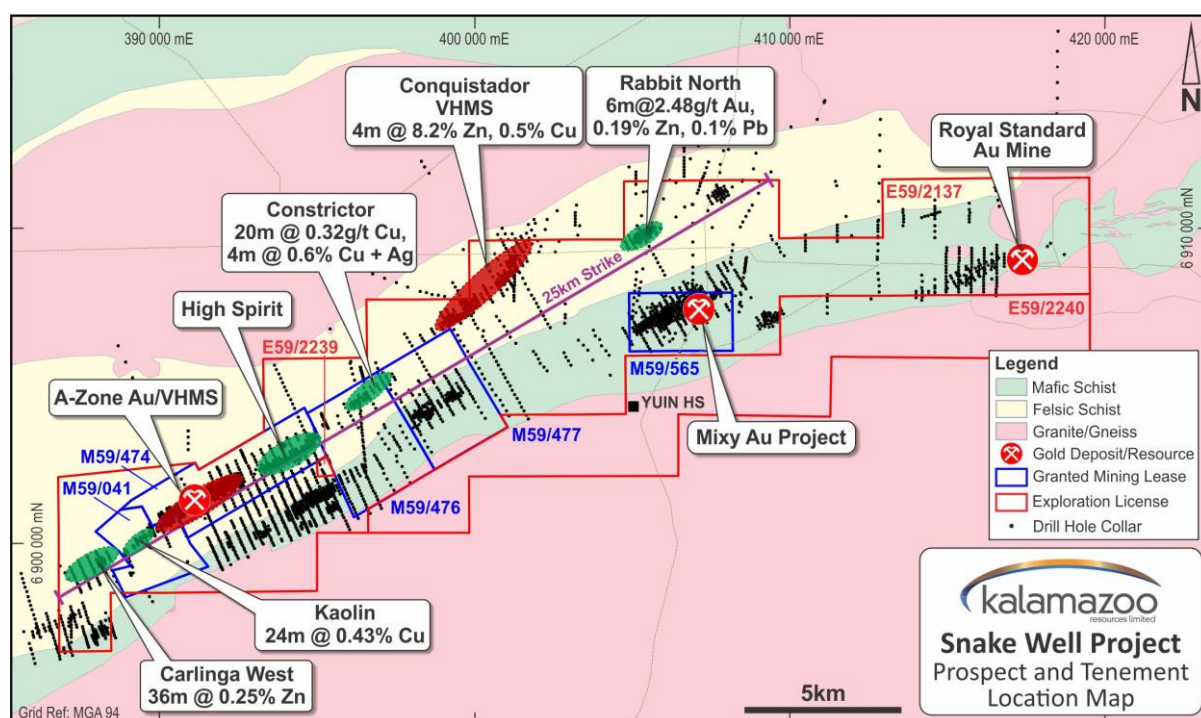 390 000 mE
400 000 mE
410 000 mE
420 000 mE
N
Conquistador
VHMS
4m @ 8.2% Zn, 0.5% Cu
Rabbit North
6m@2.48g/t Au,
0.19% Zn, 0.1% Pb
Royal Standard
Au Mine
Constrictor
20m @ 0.32g/t Cu,
4m @ 0.6% Cu + Ag
E59/2137
6 910 000 mN
High Spirit
25km Strike
E59/2239
E59/2240
A-Zone Au/VHMS
M59/565
YUIN HS
Mixy Au Project
M59/477
M59/474
M59/041
M59/476
6 900 000 mN
Kaolin
24m @ 0.43% Cu
Carlinga West
36m @ 0.25% Zn
Grid Ref: MGA 94
5km
Legend
Mafic Schist
Felsic Schist
Granite/Gneiss
Gold Deposit/Resource
Granted Mining Lease
Exploration License
Drill Hole Collar
kalamazoo
resources limited
Snake Well Project
Prospect and Tenement
Location Map